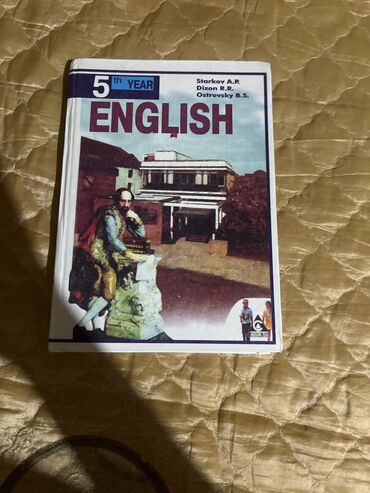 5th YEAR
Starkov A.P.
Dixon R.R.
Ostrovsky B.S.
ENGLISH